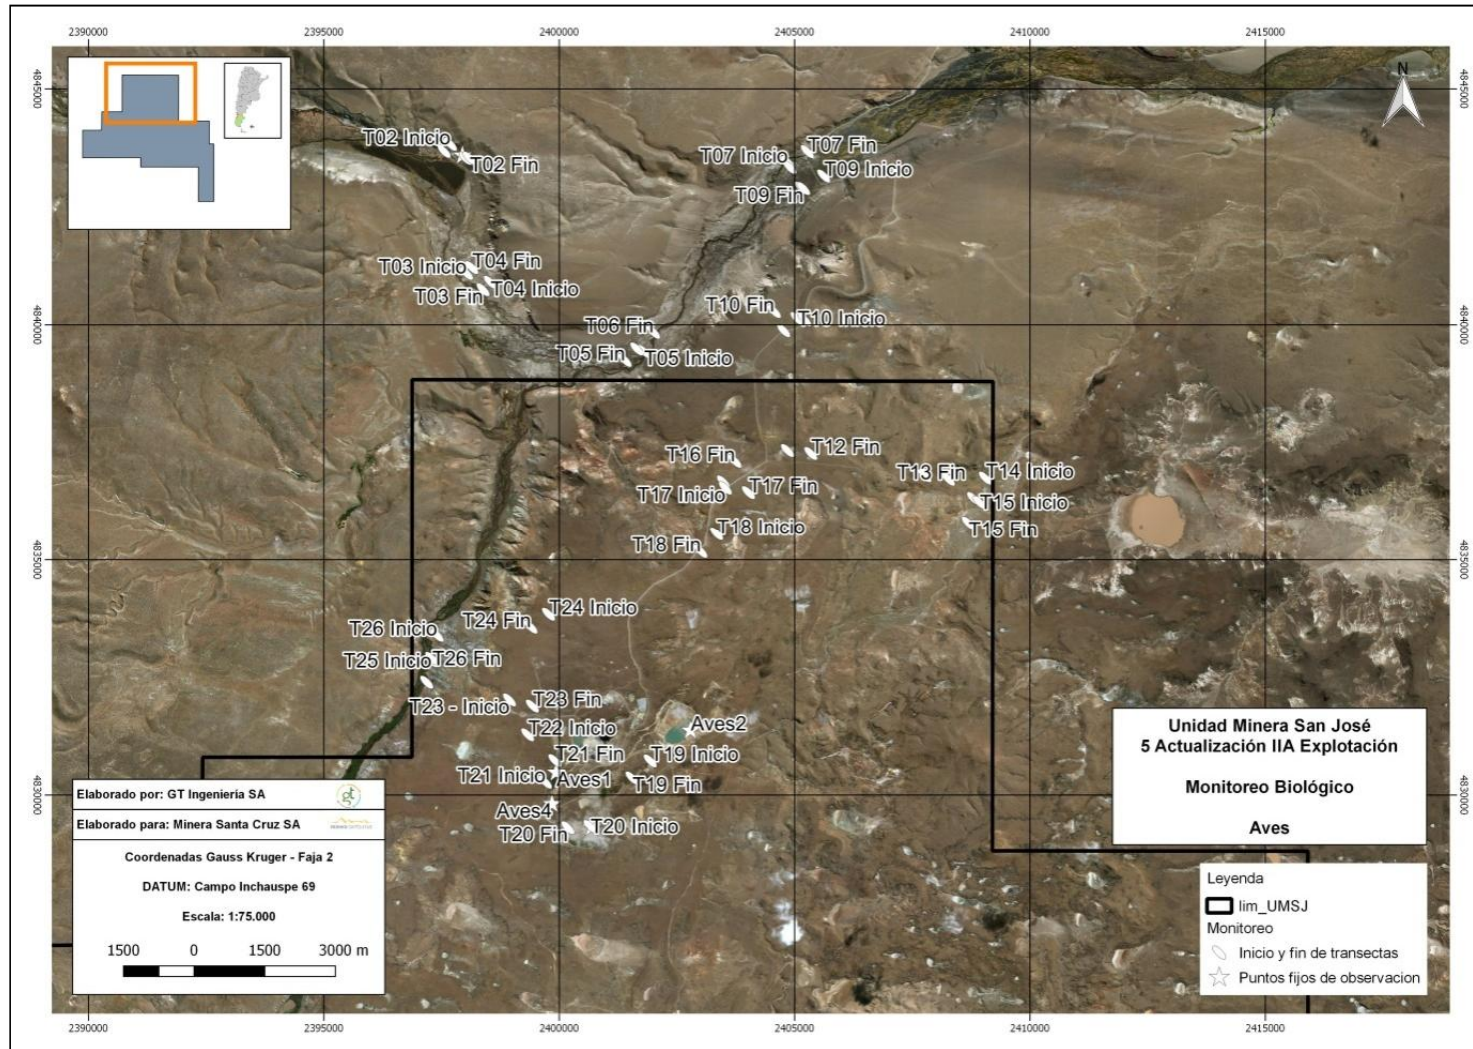 2390000 2395000 2400000 2405000 2410000 2415000
4845000 4845000
N
T02 Inicio
T02 Fin
T07 Fin
T07 Inicio
T09 Inicio
T09 Fin
T03 Inicio
T04 Fin
T03 Fin
T04 Inicio
T10 Fin
T10 Inicio
4840000 4840000
T06 Fin
T05 Fin
T05 Inicio
T16 Fin
T12 Fin
T13 Fin
T14 Inicio
T17 Inicio
T17 Fin
T15 Inicio
T18 Inicio
T15 Fin
T18 Fin
4835000 4835000
T24 Inicio
T24 Fin
T26 Inicio
T25 Inicio
T26 Fin
T23 - Inicio
T23 Fin
T22 Inicio
Aves2
T21 Fin
T19 Inicio
T21 Inicio
Aves1
T19 Fin
4830000 4830000
Aves4
T20 Fin
T20 Inicio
Unidad Minera San José
5 Actualización IIA Explotación
Monitoreo Biológico
Aves
Elaborado por: GT Ingeniería SA
gt
Elaborado para: Minera Santa Cruz SA
Coordenadas Gauss Kruger - Faja 2
DATUM: Campo Inchauspe 69
Escala: 1:75.000
1500 0 1500 3000 m
Leyenda
lim_UMSJ
Monitoreo
Inicio y fin de transectas
Puntos fijos de observacion
2390000 2395000 2400000 2405000 2410000 2415000